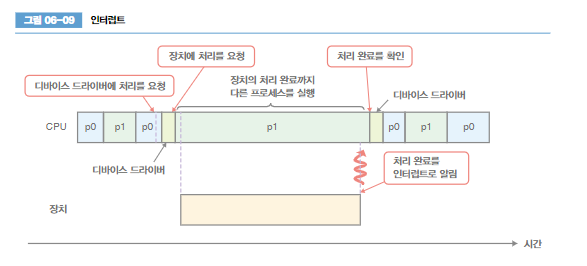 그림 06-09 인터럽트
장치에 처리를 요청
처리 완료를 확인
디바이스 드라이버에 처리를 요청
장치의 처리 완료까지
다른 프로세스를 실행
디바이스 드라이버
CPU p0 p1 p0 p1 p0 p1 p0
디바이스 드라이버
처리 완료를
인터럽트로 알림
장치
시간